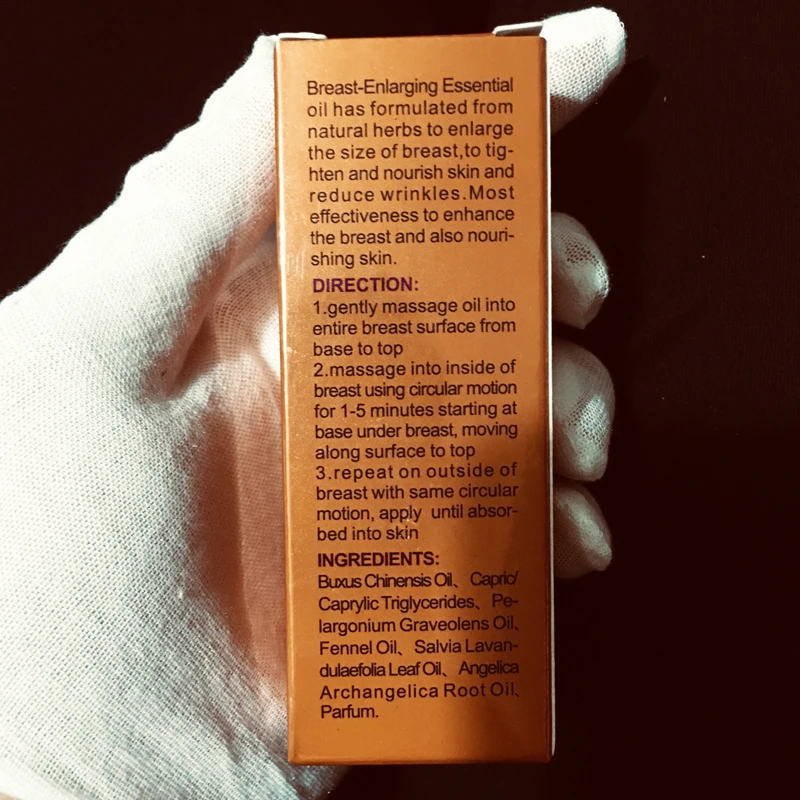 Breast-Enlarging Essential
oil has formulated from
natural herbs to enlarge
the size of breast,to tig-
hten and nourish skin and
reduce wrinkles.Most
effectiveness to enhance
the breast and also nouri-
shing skin.
DIRECTION:
1.gently massage oil into
entire breast surface from
base to top
2.massage into inside of
breast using circular motion
for 1-5 minutes starting at
base under breast, moving
along surface to top
3.repeat on outside of
breast with same circular
motion, apply until absor-
bed into skin
INGREDIENTS:
Buxus Chinensis Oil、Capric/
Caprylic Triglycerides、Pe-
largonium Graveolens Oil、
Fennel Oil、Salvia Lavan-
dulaefolia Leaf Oil、Angelica
Archangelica Root Oil、
Parfum.